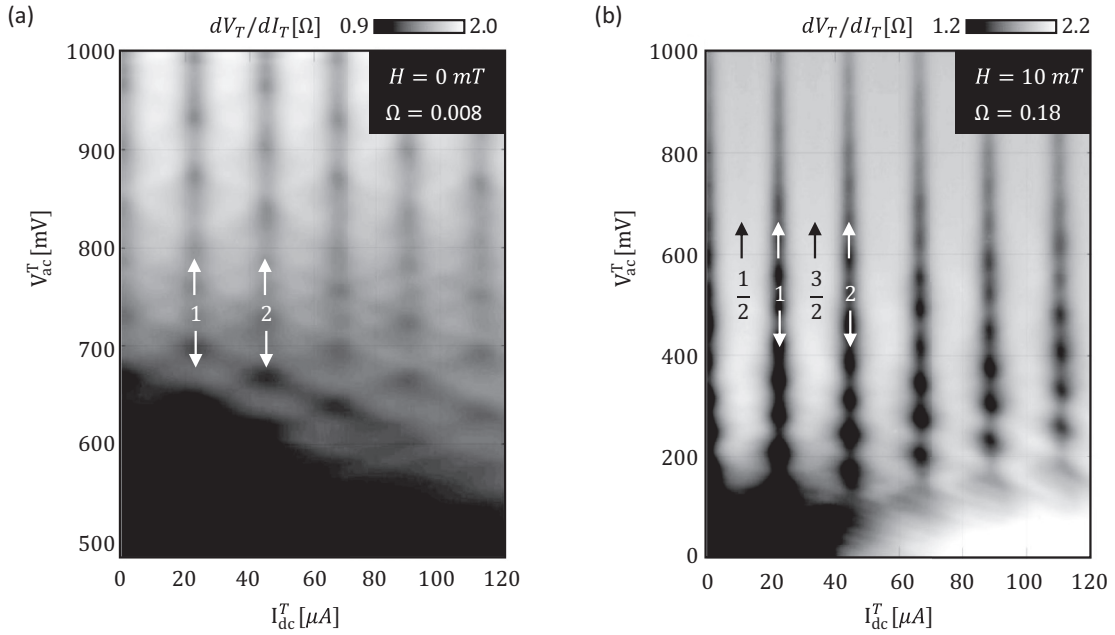 (a)
dV_T/dI_T[Ω] 0.9 2.0
H = 0 mT
Ω = 0.008
1000
900
800
700
600
500
V_ac^T[mV]
1
2
0 20 40 60 80 100 120
I_dc^T[μA]
(b)
dV_T/dI_T[Ω] 1.2 2.2
H = 10 mT
Ω = 0.18
1000
800
600
400
200
0
V_ac^T[mV]
1/2
1
3/2
2
0 20 40 60 80 100 120
I_dc^T[μA]